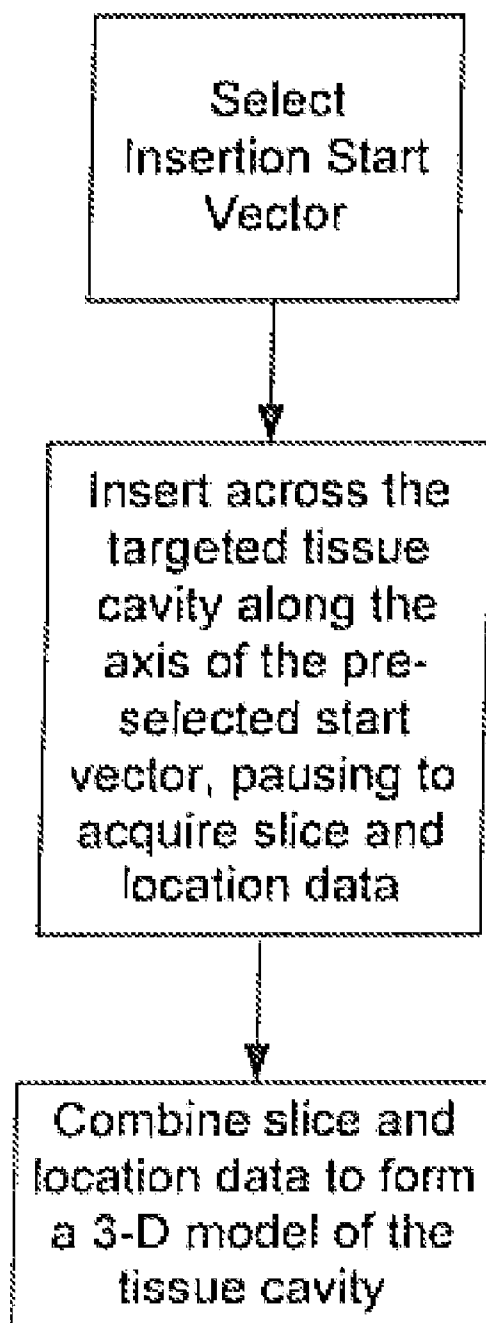 Select
Insertion Start
Vector
Insert across the
targeted tissue
cavity along the
axis of the pre-
selected start
vector, pausing to
acquire slice and
location data
Combine slice and
location data to form
a 3-D model of the
tissue cavity